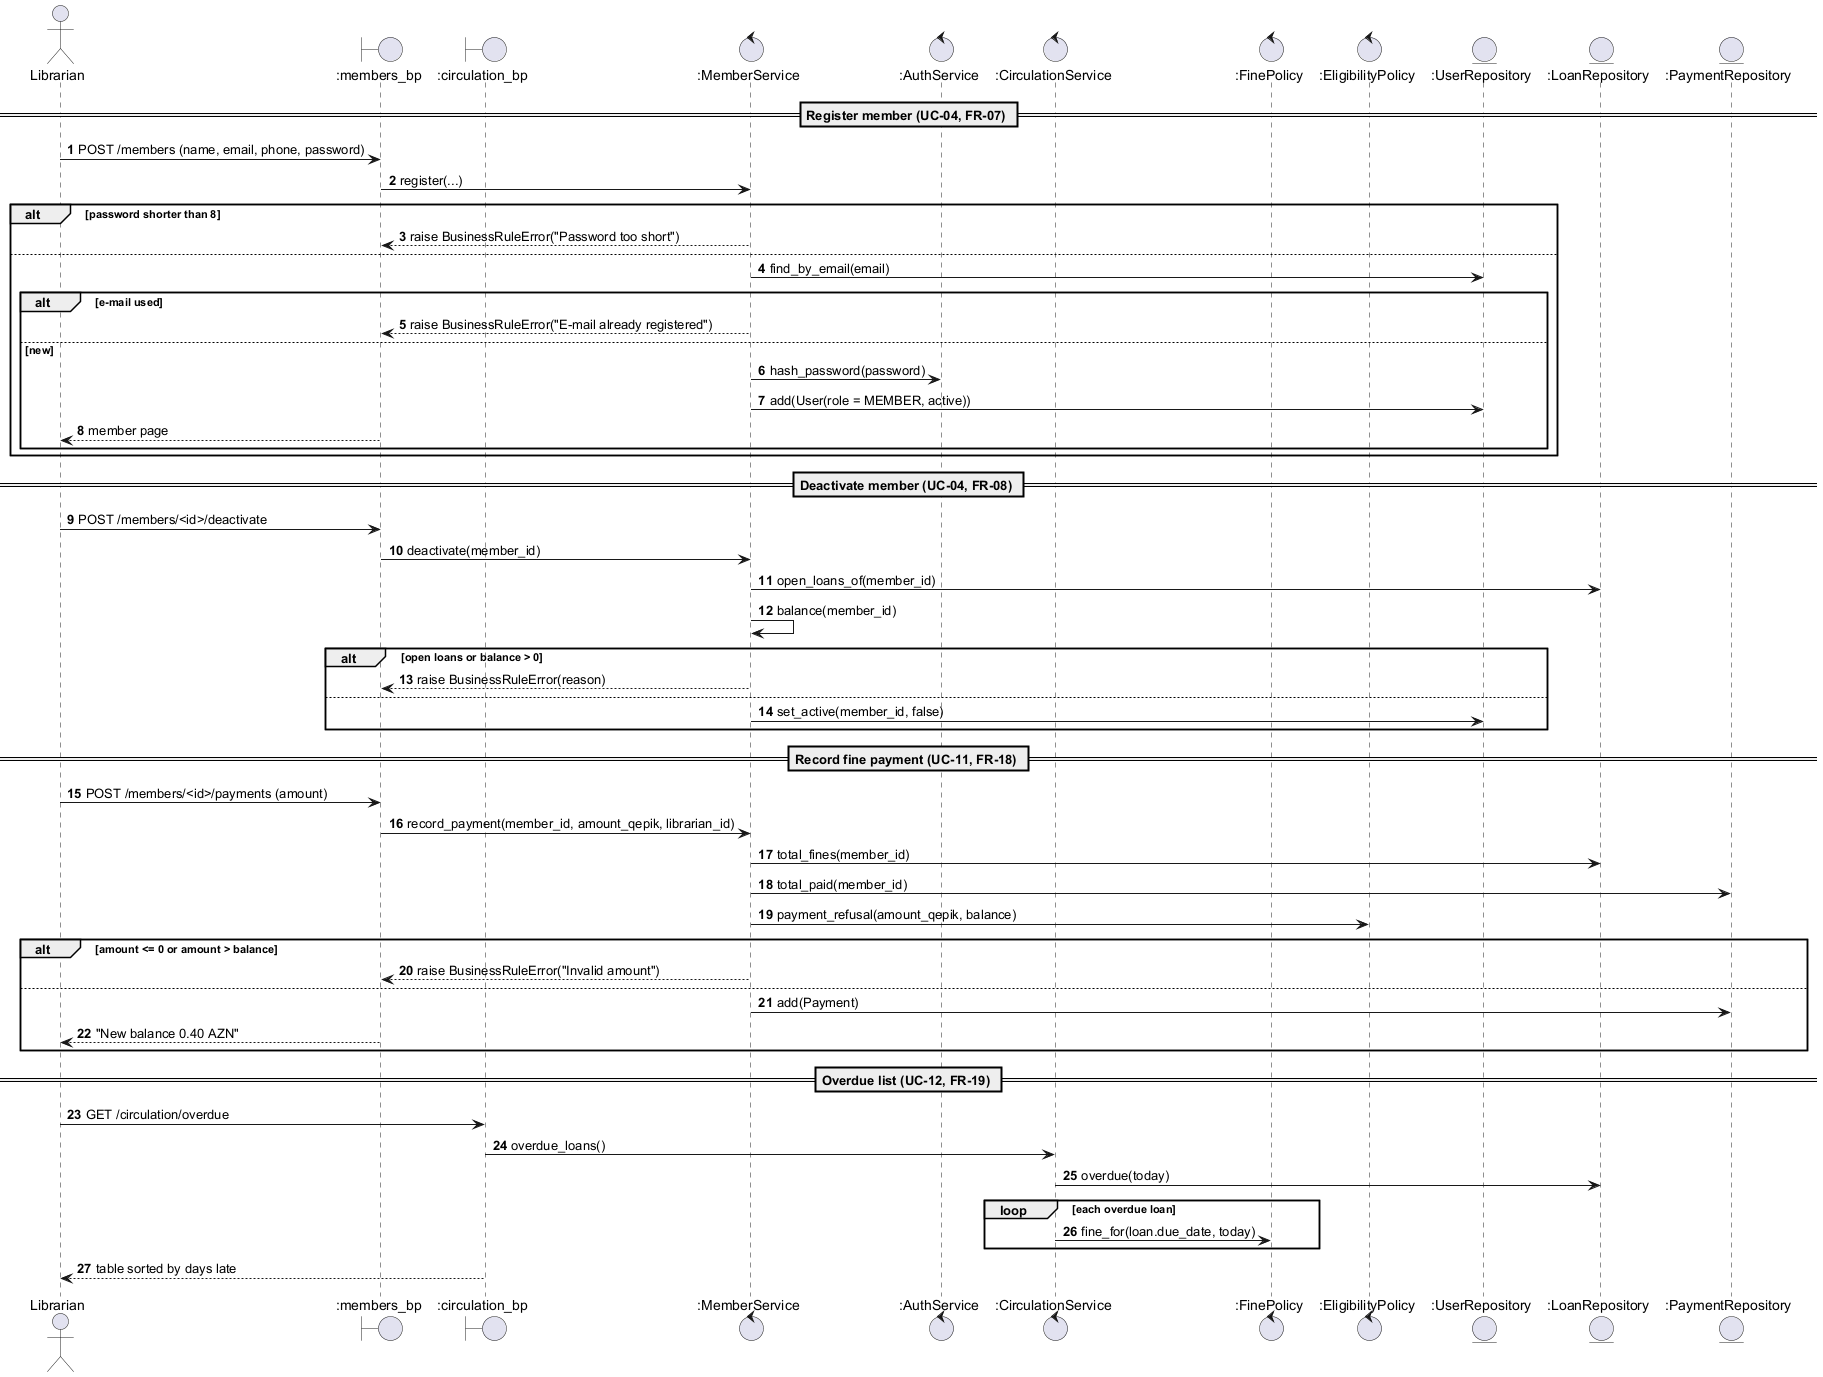 Librarian
:members_bp
:circulation_bp
:MemberService
:AuthService
:CirculationService
:FinePolicy
:EligibilityPolicy
:UserRepository
:LoanRepository
:PaymentRepository
Register member (UC-04, FR-07)
1 POST /members (name, email, phone, password)
2 register(...)
alt [password shorter than 8]
3 raise BusinessRuleError("Password too short")
4 find_by_email(email)
alt [e-mail used]
5 raise BusinessRuleError("E-mail already registered")
[new]
6 hash_password(password)
7 add(User(role = MEMBER, active))
8 member page
Deactivate member (UC-04, FR-08)
9 POST /members/<id>/deactivate
10 deactivate(member_id)
11 open_loans_of(member_id)
12 balance(member_id)
alt [open loans or balance > 0]
13 raise BusinessRuleError(reason)
14 set_active(member_id, false)
Record fine payment (UC-11, FR-18)
15 POST /members/<id>/payments (amount)
16 record_payment(member_id, amount_qepik, librarian_id)
17 total_fines(member_id)
18 total_paid(member_id)
19 payment_refusal(amount_qepik, balance)
alt [amount <= 0 or amount > balance]
20 raise BusinessRuleError("Invalid amount")
21 add(Payment)
22 "New balance 0.40 AZN"
Overdue list (UC-12, FR-19)
23 GET /circulation/overdue
24 overdue_loans()
25 overdue(today)
loop [each overdue loan]
26 fine_for(loan.due_date, today)
27 table sorted by days late
Librarian
:members_bp
:circulation_bp
:MemberService
:AuthService
:CirculationService
:FinePolicy
:EligibilityPolicy
:UserRepository
:LoanRepository
:PaymentRepository